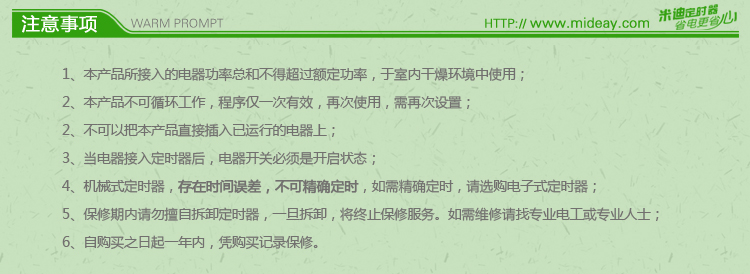 注意事项 WARM PROMPT HTTP:// www.mideay.com 米迪定时器
省电更省心
1、本产品所接入的电器功率总和不得超过额定功率，于室内干燥环境中使用；
2、本产品不可循环工作，程序仅一次有效，再次使用，需再次设置；
2、不可以把本产品直接插入已运行的电器上；
3、当电器接入定时器后，电器开关必须是开启状态；
4、机械式定时器，存在时间误差，不可精确定时，如需精确定时，请选购电子式定时器；
5、保修期内请勿擅自拆卸定时器，一旦拆卸，将终止保修服务。如需维修请找专业电工或专业人士；
6、自购买之日起一年内，凭购买记录保修。